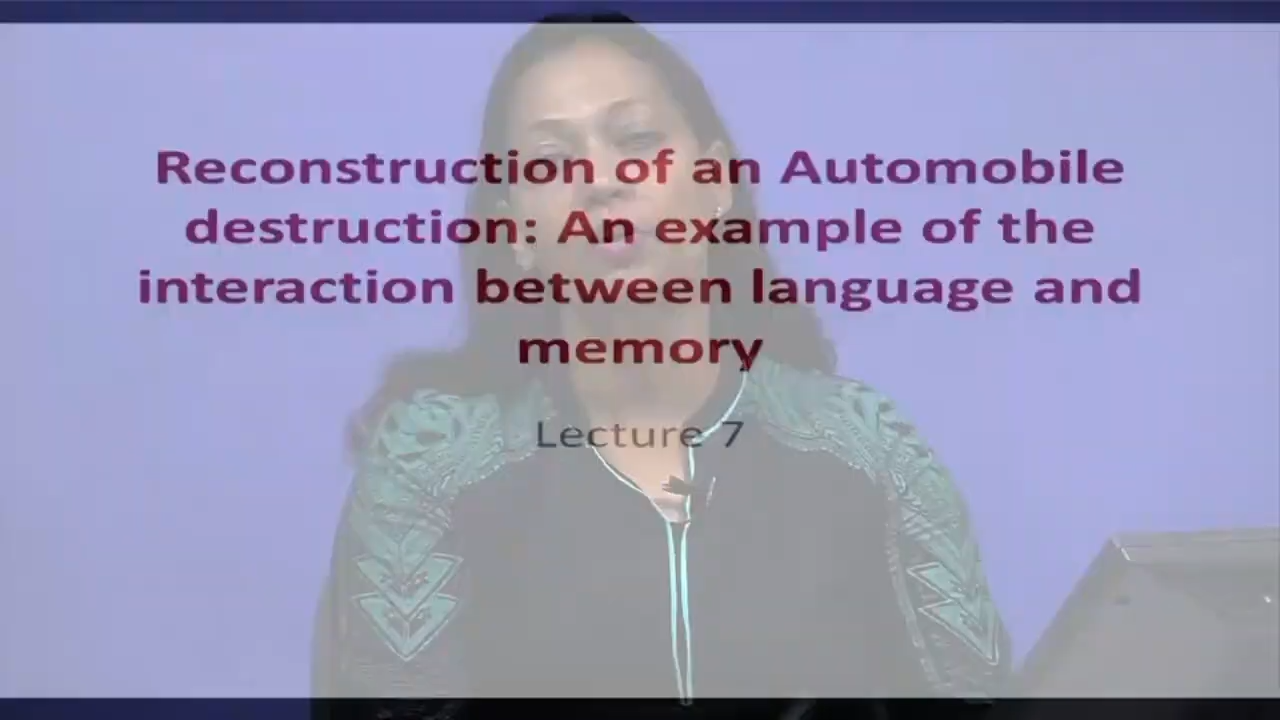 Reconstruction of an Automobile
destruction: An example of the
interaction between language and
memory
Lecture 7